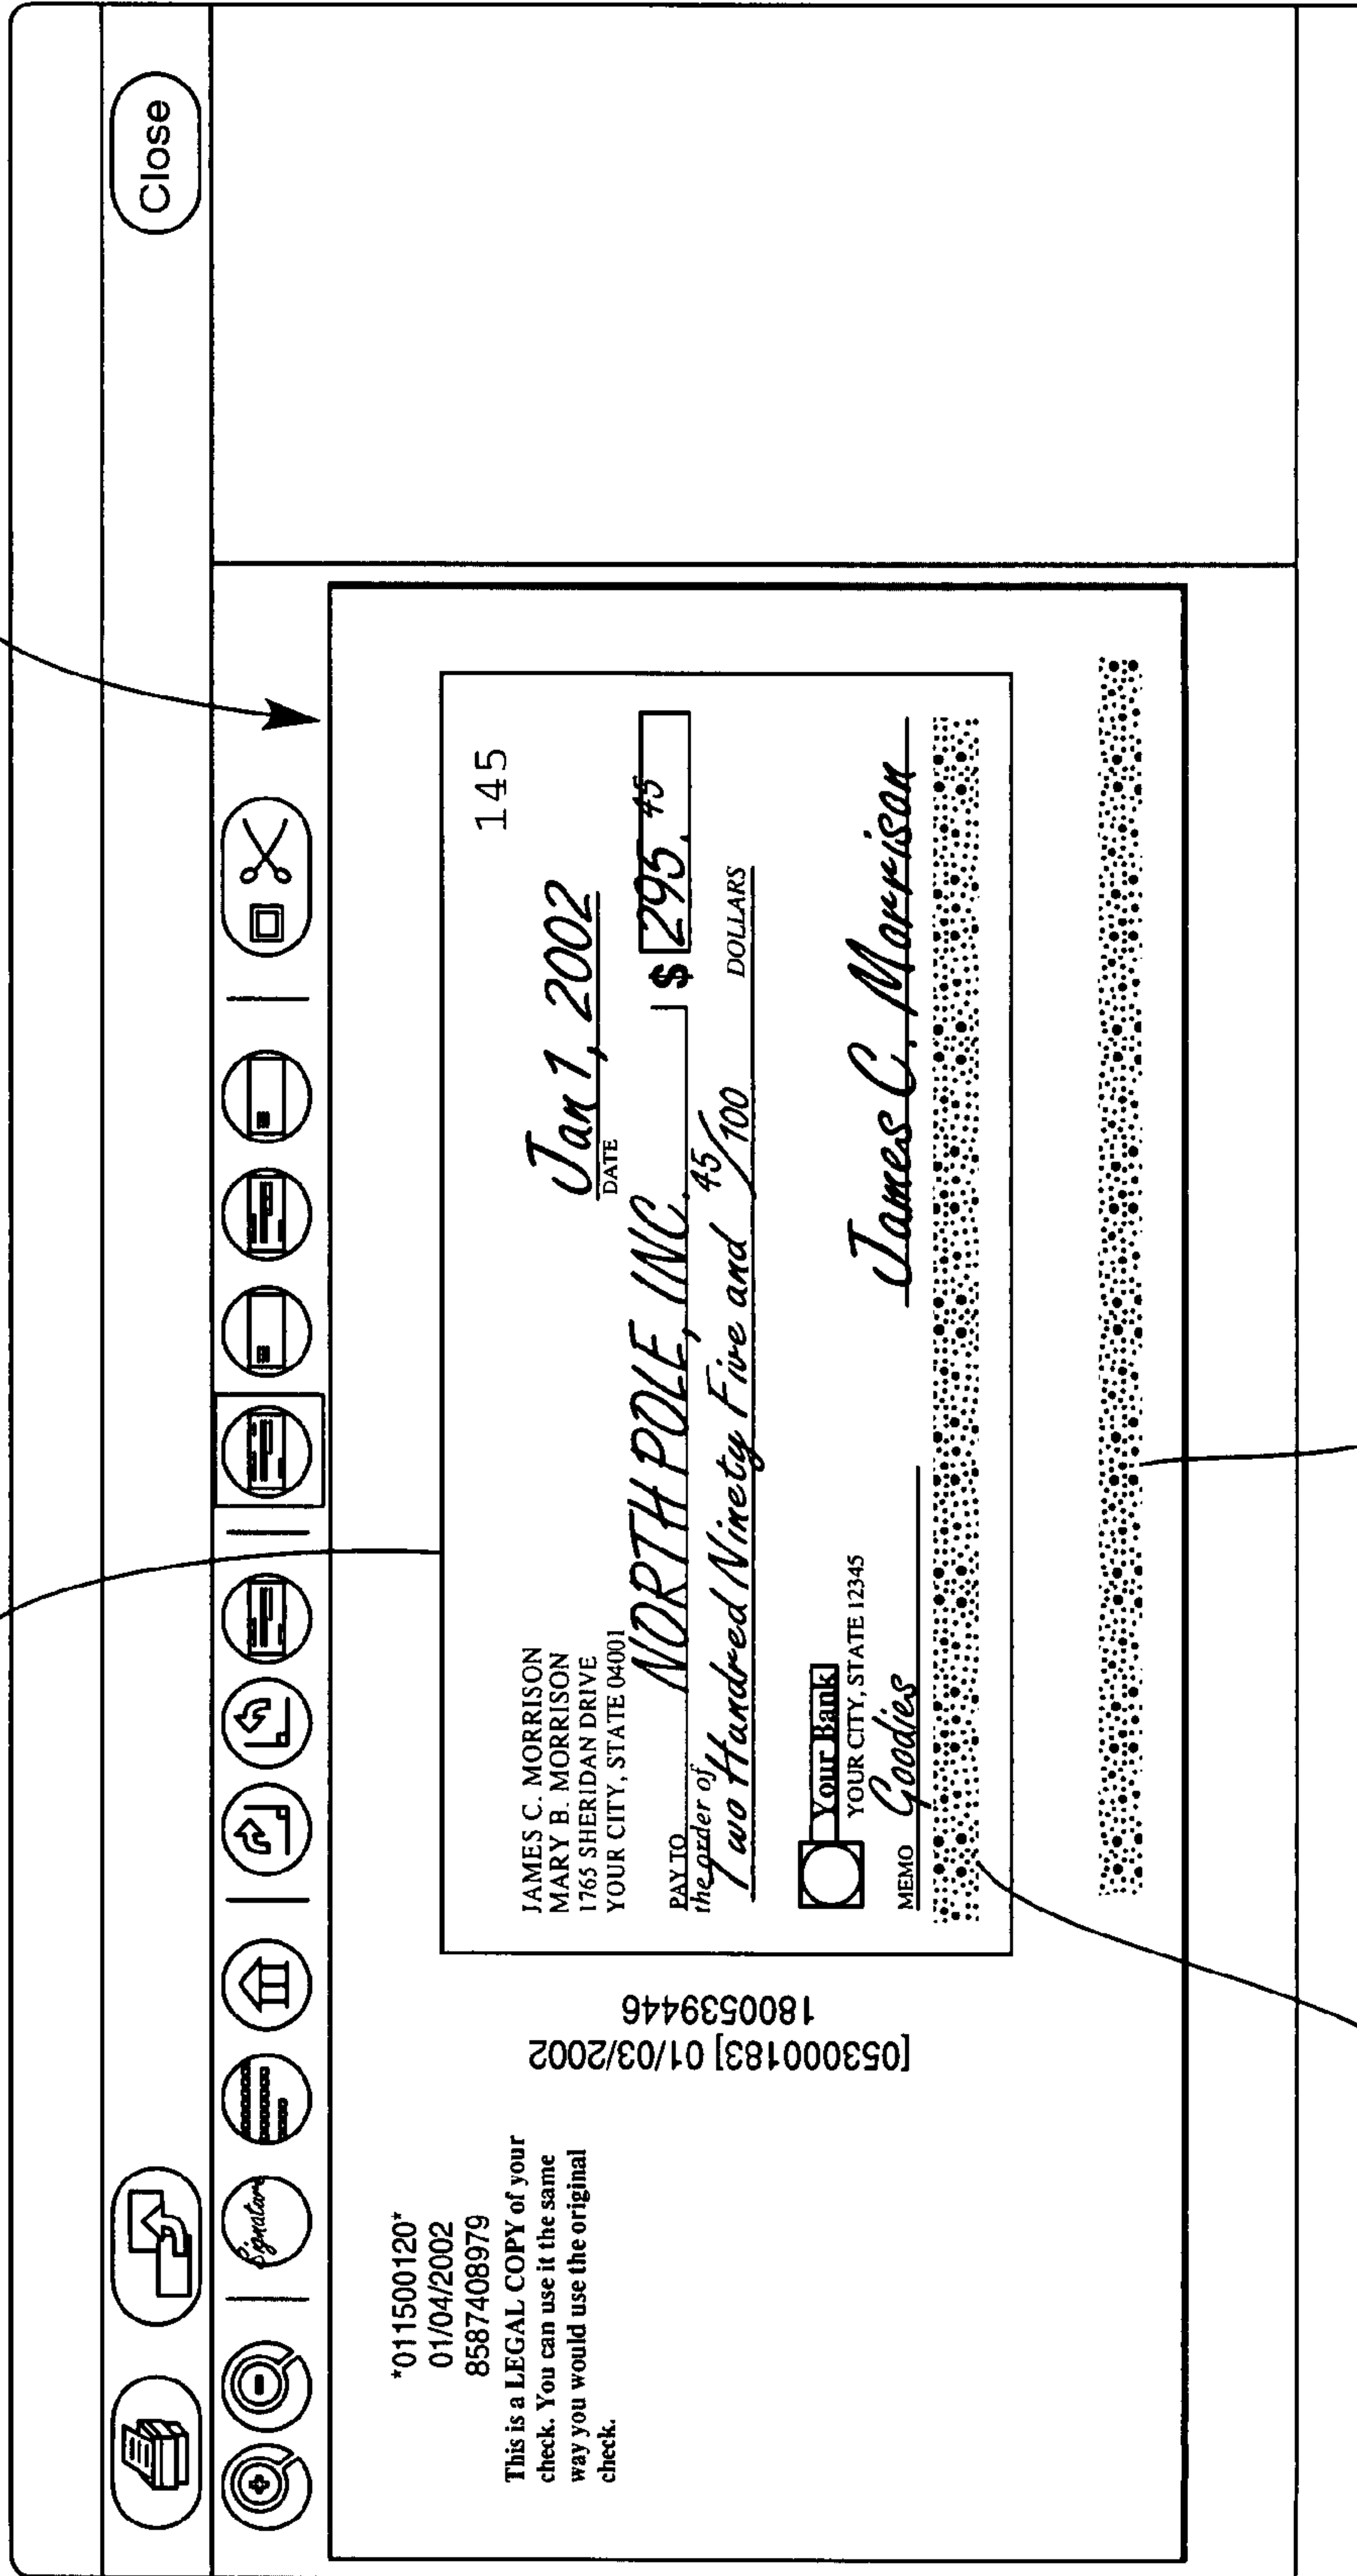 Close
Signature
*011500120*
01/04/2002
8587408979
This is a LEGAL COPY of your
check. You can use it the same
way you would use the original
check.
[053000183] 01/03/2002
1800539446
145
JAMES C. MORRISON
MARY B. MORRISON
1765 SHERIDAN DRIVE
YOUR CITY, STATE 04001
Jan 1, 2002
DATE
PAY TO
the order of
NORTH POLE, INC.
$ 295.45
Two Hundred Ninety Five and 45/100
DOLLARS
Your Bank
YOUR CITY, STATE 12345
MEMO Goodies
James C. Morrison